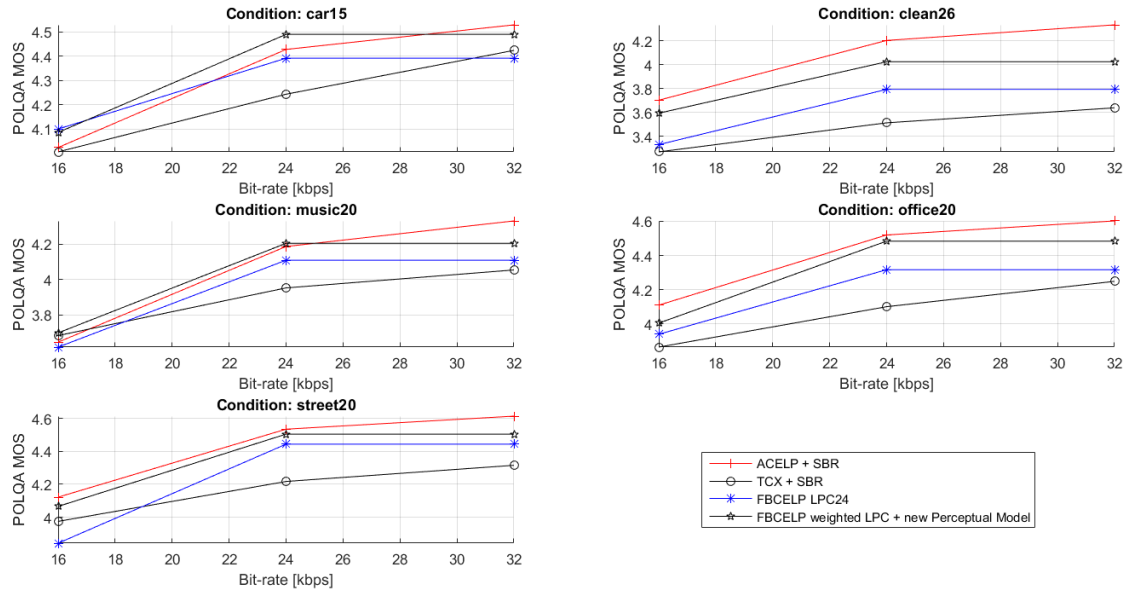 Condition: car15
POLQA MOS
4.5
4.4
4.3
4.2
4.1
16 18 20 22 24 26 28 30 32
Bit-rate [kbps]
Condition: clean26
POLQA MOS
4.2
4
3.8
3.6
3.4
16 18 20 22 24 26 28 30 32
Bit-rate [kbps]
Condition: music20
POLQA MOS
4.2
4
3.8
16 18 20 22 24 26 28 30 32
Bit-rate [kbps]
Condition: office20
POLQA MOS
4.6
4.4
4.2
4
16 18 20 22 24 26 28 30 32
Bit-rate [kbps]
Condition: street20
POLQA MOS
4.6
4.4
4.2
4
16 18 20 22 24 26 28 30 32
Bit-rate [kbps]
ACELP + SBR
TCX + SBR
FBCELP LPC24
FBCELP weighted LPC + new Perceptual Model